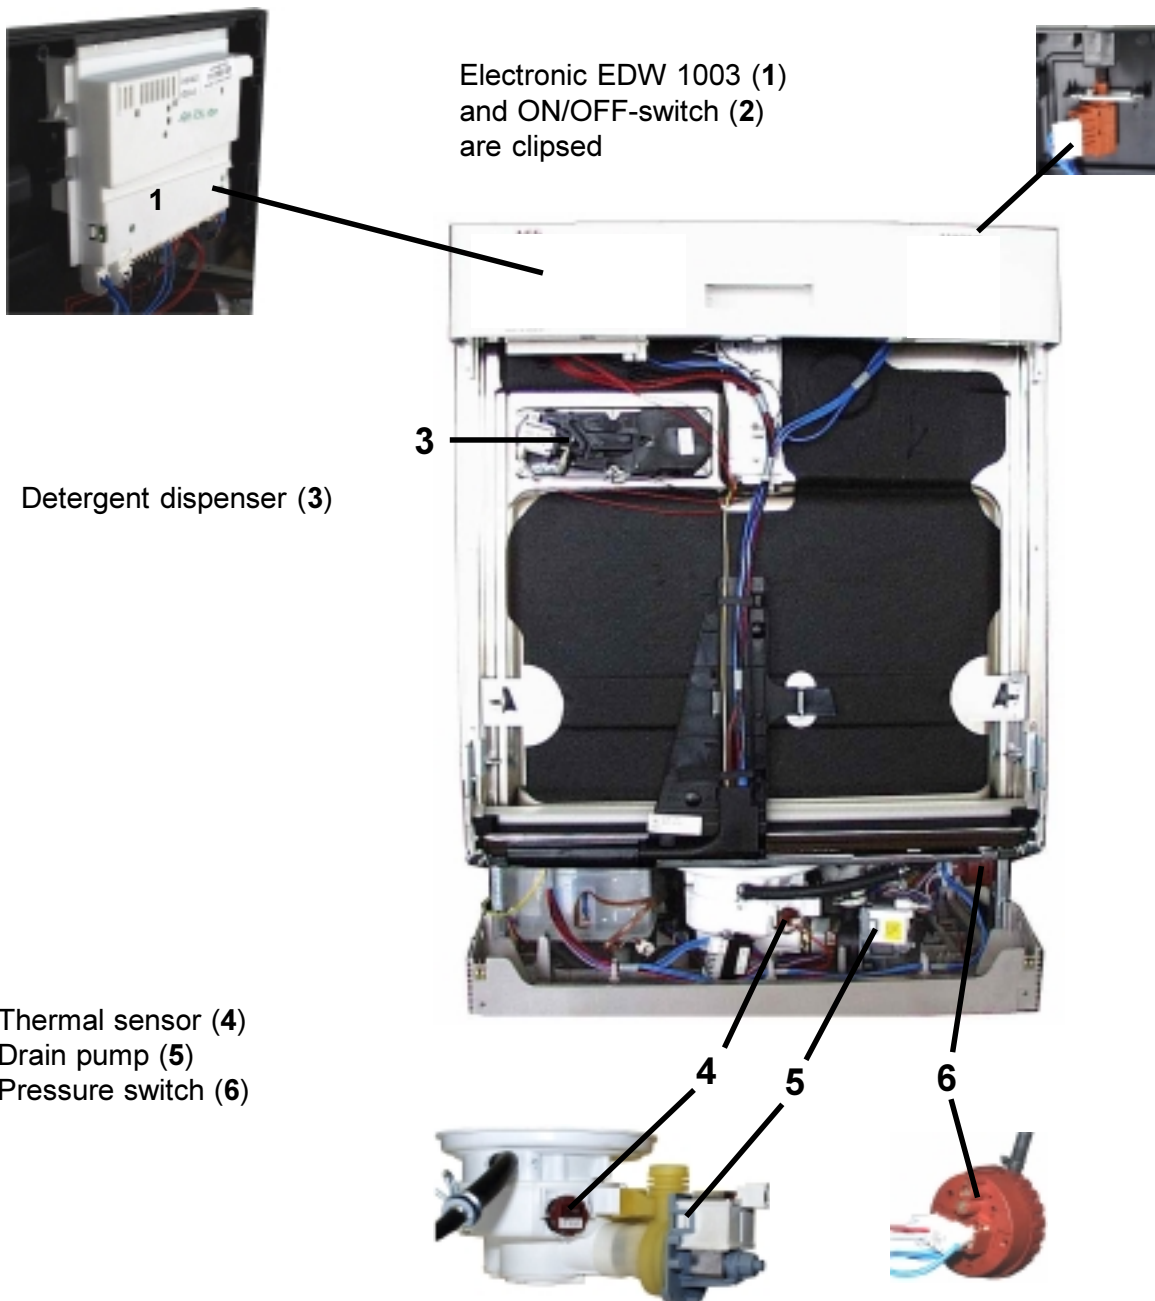 Electronic EDW 1003 (1)
and ON/OFF-switch (2)
are clipsed
1
3
Detergent dispenser (3)
Thermal sensor (4)
Drain pump (5)
Pressure switch (6)
4
5
6